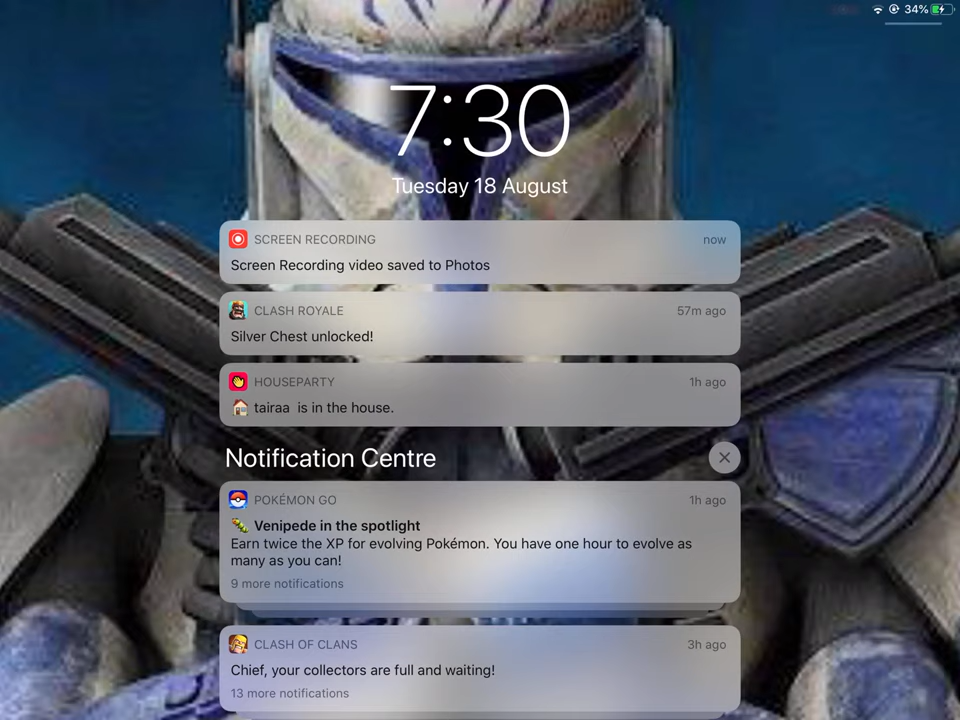 34%
7:30
Tuesday 18 August
SCREEN RECORDING now
Screen Recording video saved to Photos
CLASH ROYALE 57m ago
Silver Chest unlocked!
HOUSEPARTY 1h ago
🏠 tairaa is in the house.
Notification Centre
POKÉMON GO 1h ago
🐛 Venipede in the spotlight
Earn twice the XP for evolving Pokémon. You have one hour to evolve as
many as you can!
9 more notifications
CLASH OF CLANS 3h ago
Chief, your collectors are full and waiting!
13 more notifications